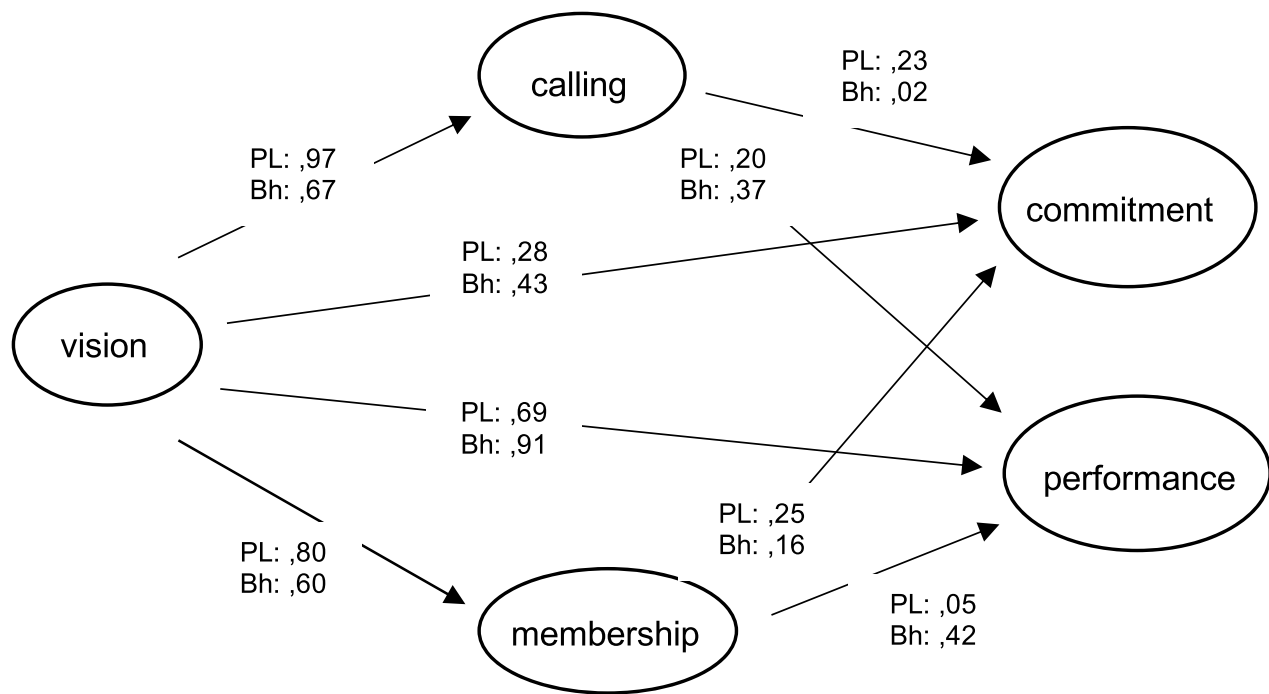 calling
PL: ,23
Bh: ,02
PL: ,97
Bh: ,67
PL: ,20
Bh: ,37
commitment
PL: ,28
Bh: ,43
vision
PL: ,69
Bh: ,91
performance
PL: ,25
Bh: ,16
PL: ,80
Bh: ,60
membership
PL: ,05
Bh: ,42